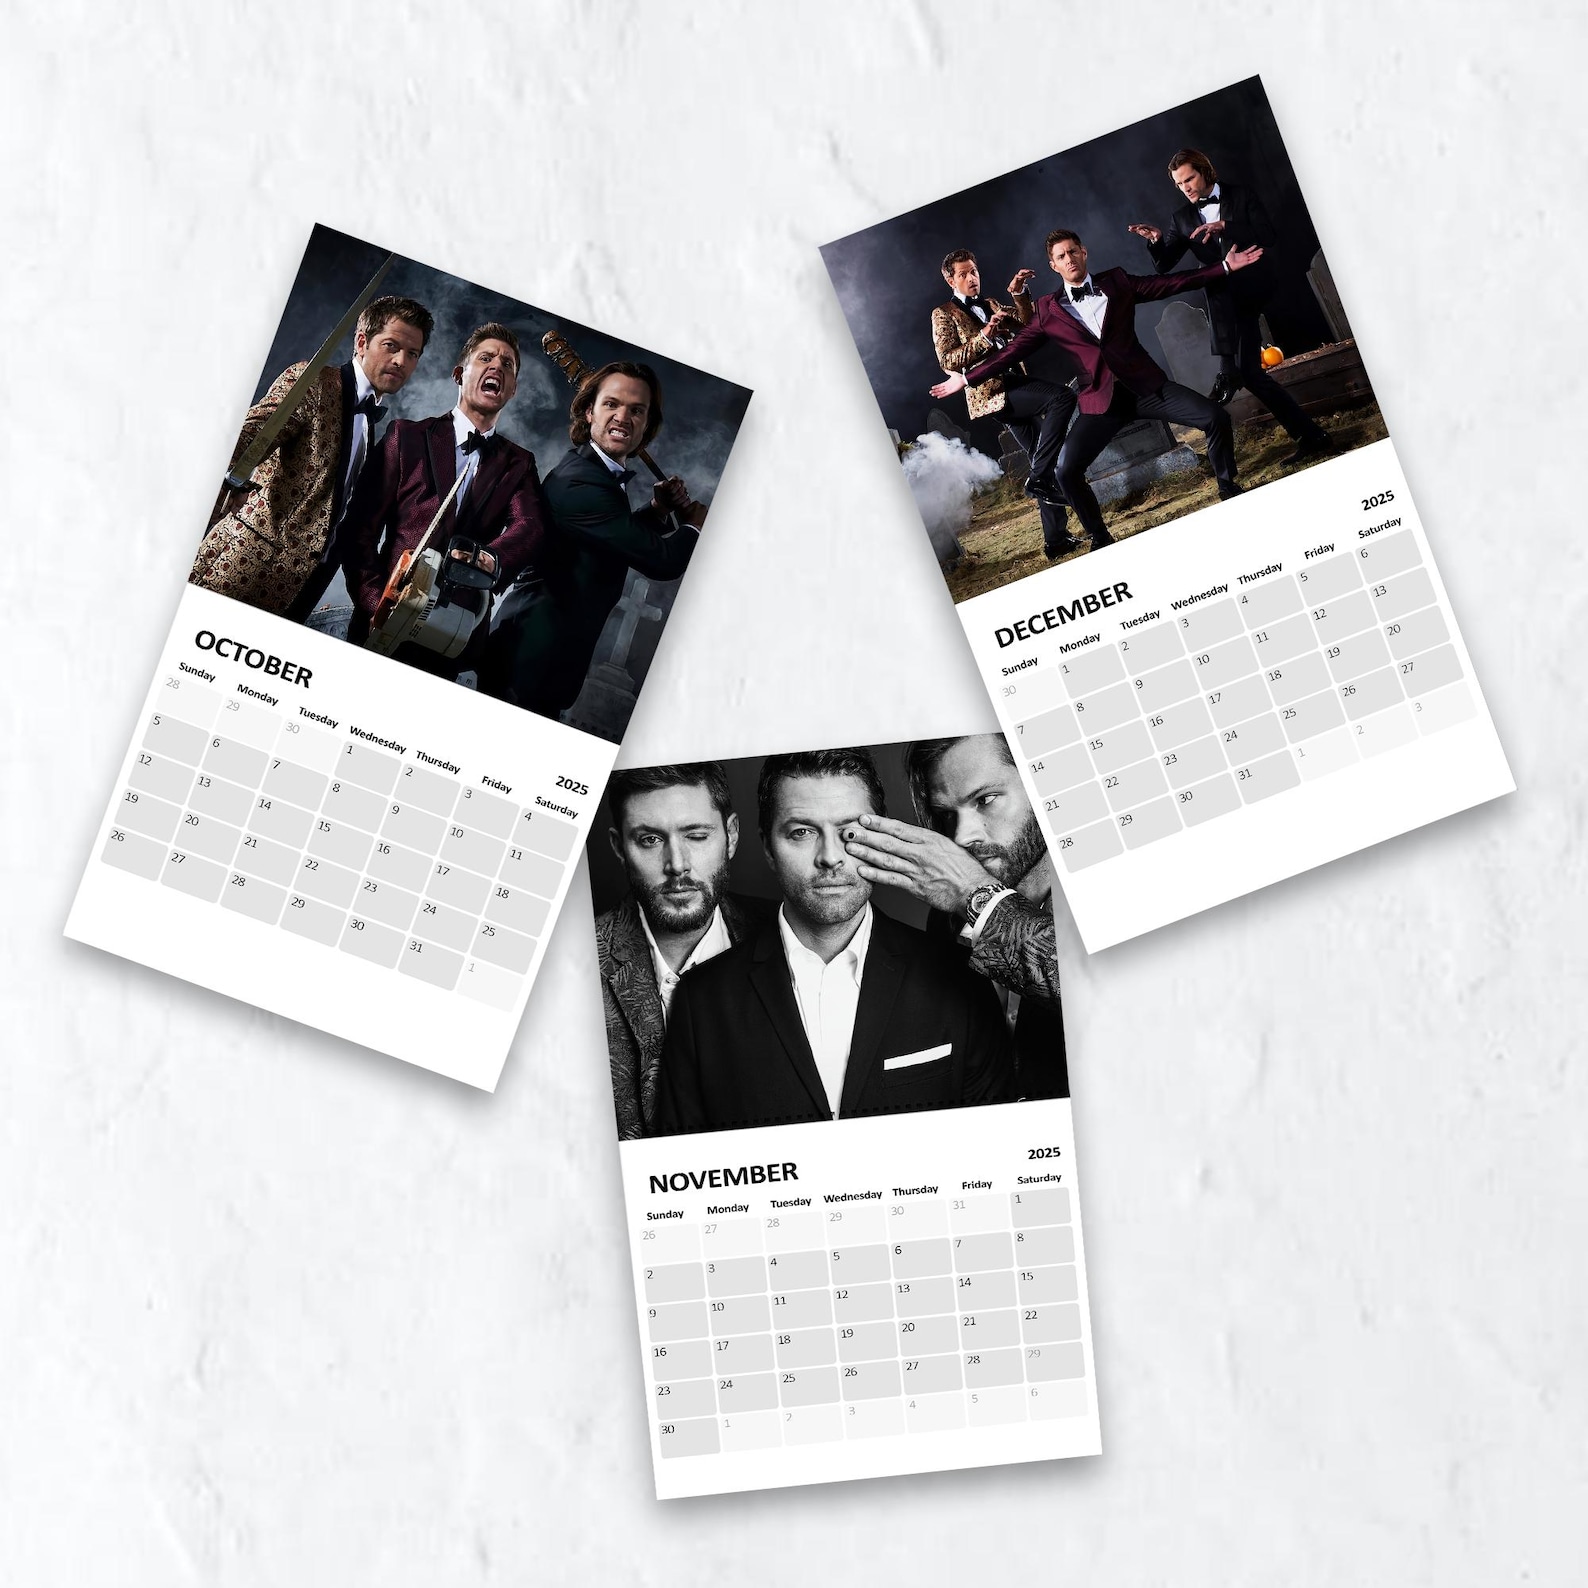 OCTOBER
2025
Sunday Monday Tuesday Wednesday Thursday Friday Saturday
28 29 30 1 2 3 4
5 6 7 8 9 10 11
12 13 14 15 16 17 18
19 20 21 22 23 24 25
26 27 28 29 30 31 1
DECEMBER
2025
Sunday Monday Tuesday Wednesday Thursday Friday Saturday
30 1 2 3 4 5 6
7 8 9 10 11 12 13
14 15 16 17 18 19 20
21 22 23 24 25 26 27
28 29 30 31 1 2 3
NOVEMBER
2025
Sunday Monday Tuesday Wednesday Thursday Friday Saturday
26 27 28 29 30 31 1
2 3 4 5 6 7 8
9 10 11 12 13 14 15
16 17 18 19 20 21 22
23 24 25 26 27 28 29
30 1 2 3 4 5 6